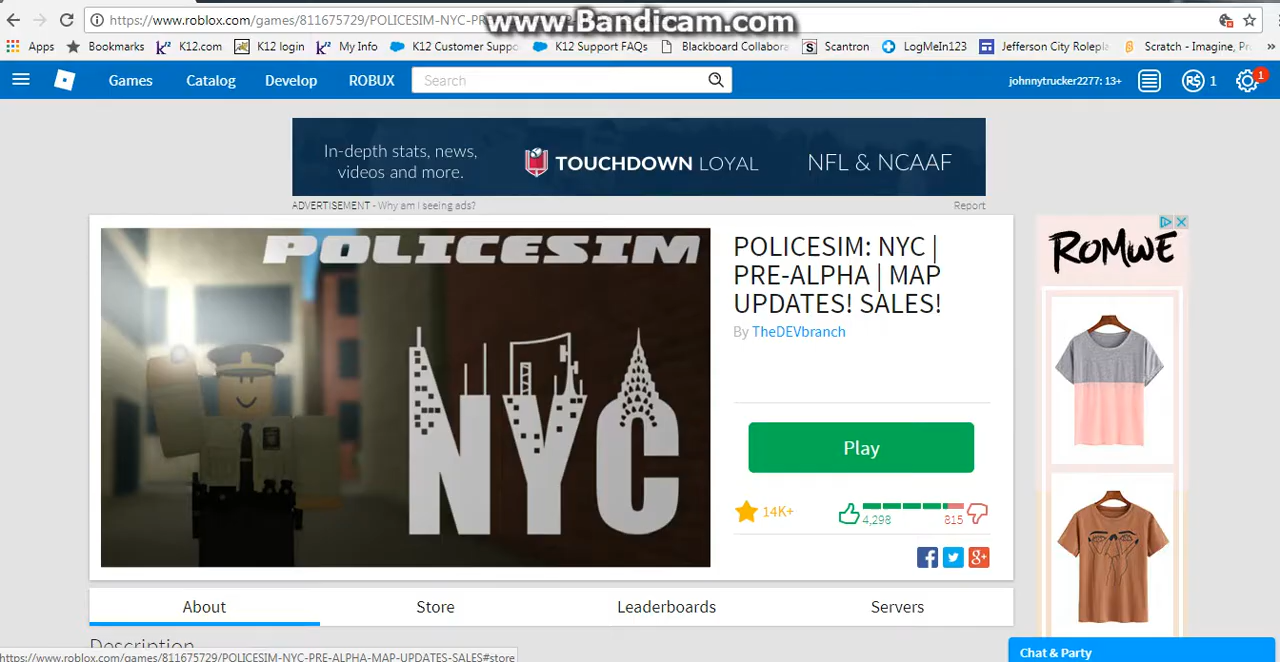 https://www.roblox.com/games/811675729/POLICESIM-NYC-PR
www.Bandicam.com
Apps Bookmarks K12.com K12 login My Info K12 Customer Suppo K12 Support FAQs Blackboard Collabora Scantron LogMeIn123 Jefferson City Rolepla Scratch - Imagine, Pr »
Games Catalog Develop ROBUX Search johnnytrucker2277: 13+ R$ 1 1
In-depth stats, news,
videos and more.
TOUCHDOWN LOYAL
NFL & NCAAF
ADVERTISEMENT - Why am I seeing ads?
Report
POLICESIM
NYC
POLICESIM: NYC |
PRE-ALPHA | MAP
UPDATES! SALES!
By TheDEVbranch
Play
14K+
4,298
815
ROMWE
About Store Leaderboards Servers
Description
https://www.roblox.com/games/811675729/POLICESIM-NYC-PRE-ALPHA-MAP-UPDATES-SALES#store
Chat & Party